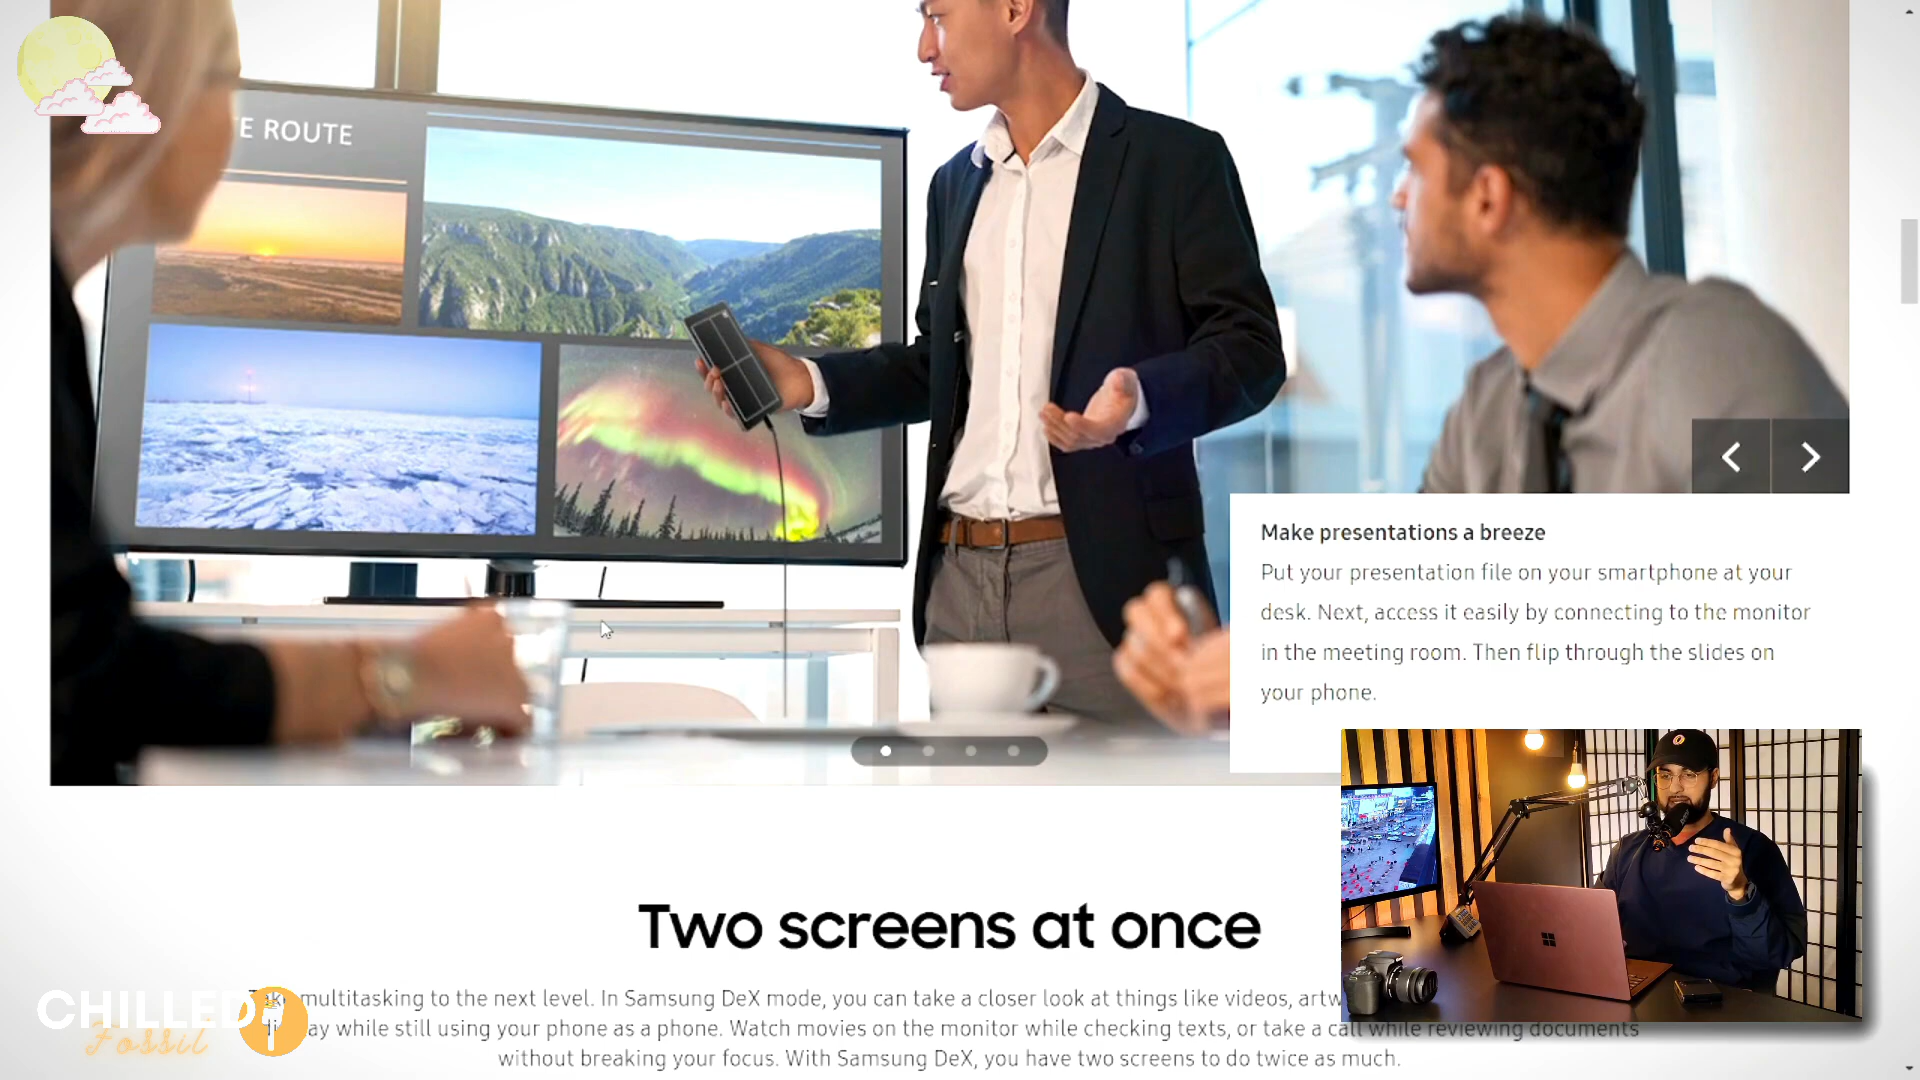 E ROUTE
Make presentations a breeze
Put your presentation file on your smartphone at your
desk. Next, access it easily by connecting to the monitor
in the meeting room. Then flip through the slides on
your phone.
Two screens at once
multitasking to the next level. In Samsung DeX mode, you can take a closer look at things like videos, artw
while still using your phone as a phone. Watch movies on the monitor while checking texts, or take a call while reviewing documents
without breaking your focus. With Samsung DeX, you have two screens to do twice as much.
CHILLED
Fossil